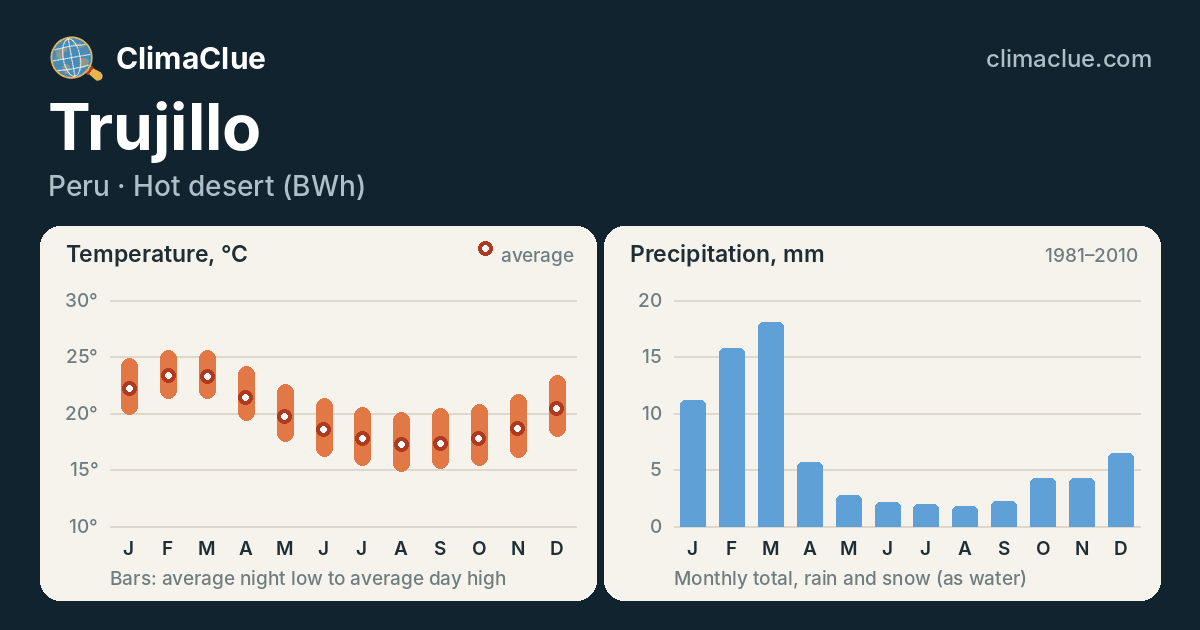 ClimaClue
climaclue.com
Trujillo
Peru · Hot desert (BWh)
Temperature, °C
average
30°
25°
20°
15°
10°
J F M A M J J A S O N D
Bars: average night low to average day high
Precipitation, mm
1981–2010
20
15
10
5
0
J F M A M J J A S O N D
Monthly total, rain and snow (as water)